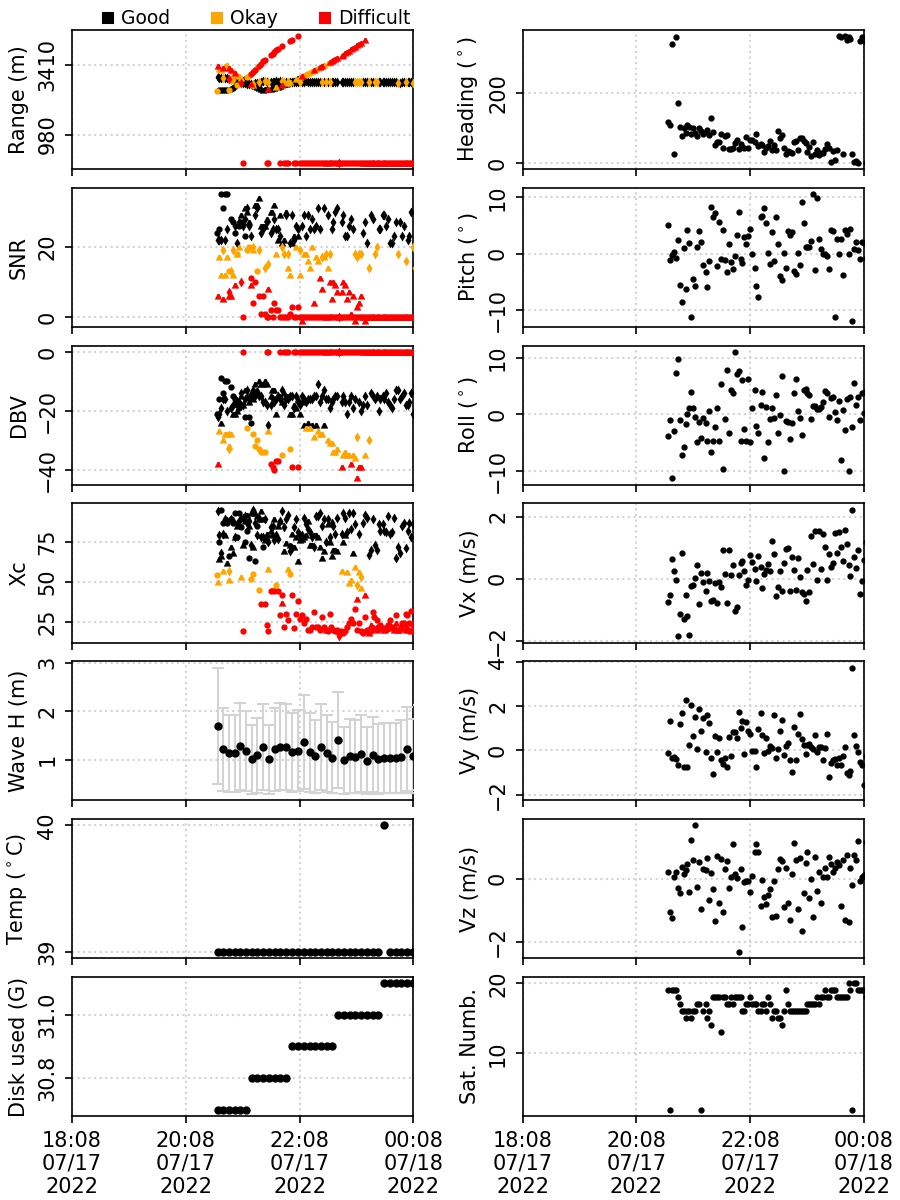 Good Okay Difficult
Range (m)
3410
980
Heading (°)
200
0
SNR
20
0
Pitch (°)
10
0
−10
DBV
0
−20
−40
Roll (°)
10
0
−10
Xc
75
50
25
Vx (m/s)
2
0
−2
Wave H (m)
3
2
1
Vy (m/s)
4
2
0
−2
Temp (°C)
40
39
Vz (m/s)
0
−2
Disk used (G)
31.0
30.8
Sat. Numb.
20
10
18:08 20:08 22:08 00:08
07/17 07/17 07/17 07/18
2022 2022 2022 2022
18:08 20:08 22:08 00:08
07/17 07/17 07/17 07/18
2022 2022 2022 2022